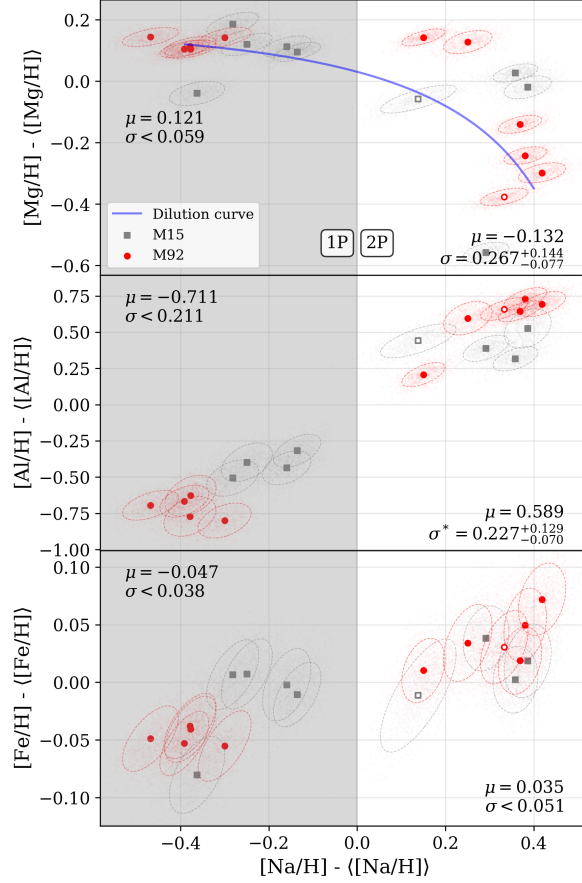 0.2
0.0
−0.2
−0.4
−0.6
[Mg/H] - ⟨[Mg/H]⟩
μ = 0.121
σ < 0.059
Dilution curve
M15
M92
1P 2P
μ = −0.132
σ = 0.267 +0.144 −0.077
0.75
0.50
0.25
0.00
−0.25
−0.50
−0.75
−1.00
[Al/H] - ⟨[Al/H]⟩
μ = −0.711
σ < 0.211
μ = 0.589
σ* = 0.227 +0.129 −0.070
0.10
0.05
0.00
−0.05
−0.10
[Fe/H] - ⟨[Fe/H]⟩
μ = −0.047
σ < 0.038
μ = 0.035
σ < 0.051
−0.4 −0.2 0.0 0.2 0.4
[Na/H] - ⟨[Na/H]⟩